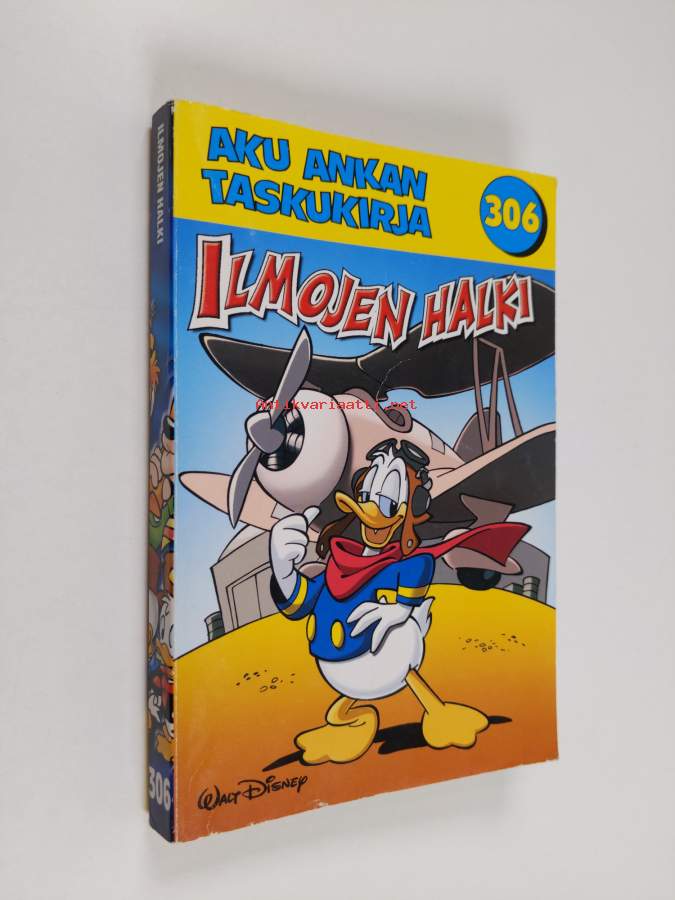 AKU ANKAN
TASKUKIRJA
306
ILMOJEN HALKI
Antikvariaatti.net
WALT DISNEY
ILMOJEN HALKI
306